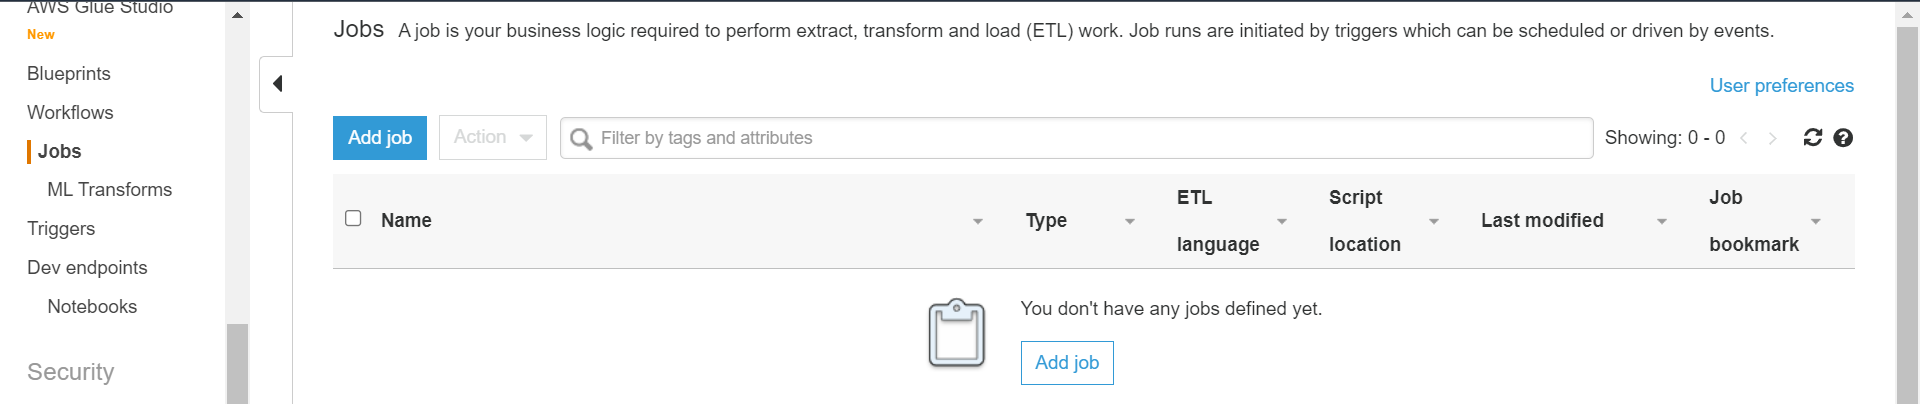 AWS Glue Studio
New
Blueprints
Workflows
Jobs
ML Transforms
Triggers
Dev endpoints
Notebooks
Security
Jobs A job is your business logic required to perform extract, transform and load (ETL) work. Job runs are initiated by triggers which can be scheduled or driven by events.
User preferences
Add job Action Filter by tags and attributes Showing: 0 - 0
Name Type ETL language Script location Last modified Job bookmark
You don't have any jobs defined yet.
Add job